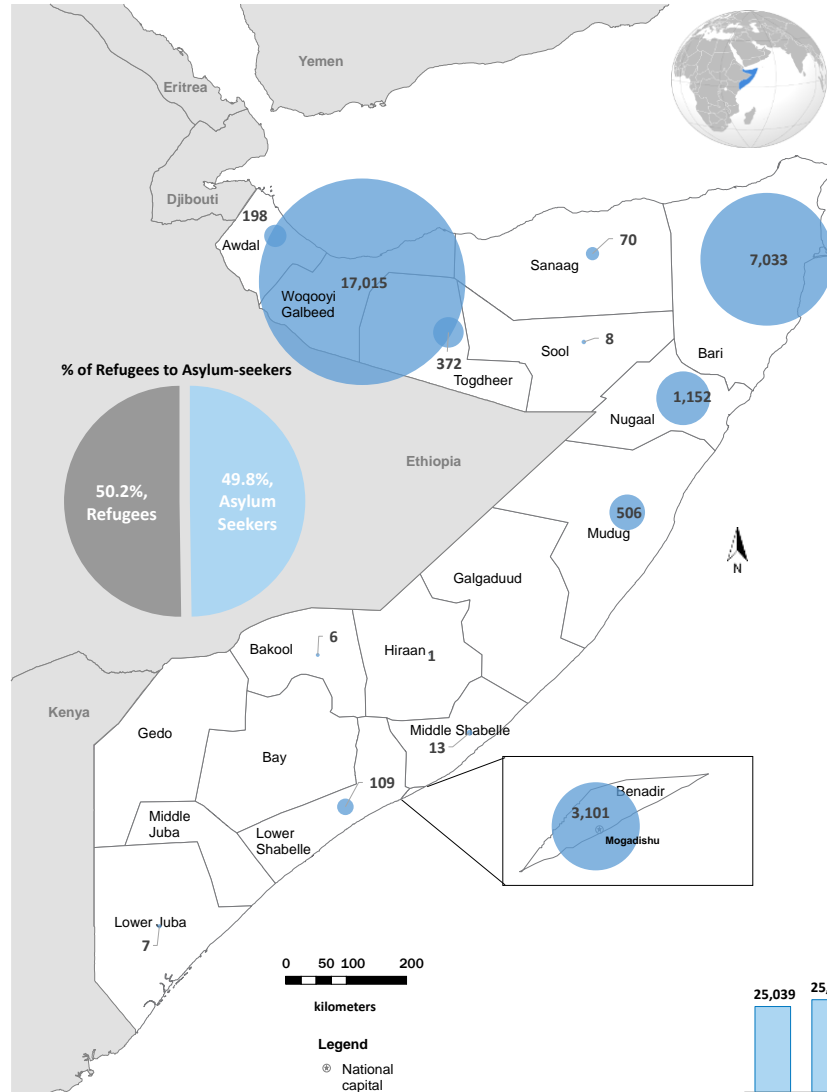 Yemen
Eritrea
Djibouti
198
Awdal
17,015
Woqooyi
Galbeed
70
Sanaag
7,033
8
Sool
372
Togdheer
Bari
% of Refugees to Asylum-seekers
1,152
Nugaal
Ethiopia
50.2%,
Refugees
49.8%,
Asylum
Seekers
506
Mudug
N
Galgaduud
6
Bakool
Hiraan
1
Kenya
Gedo
Middle Shabelle
13
Bay
109
Benadir
3,101
Mogadishu
Middle
Juba
Lower
Shabelle
Lower Juba
7
0 50 100 200
kilometers
25,039
25,
Legend
National
capital